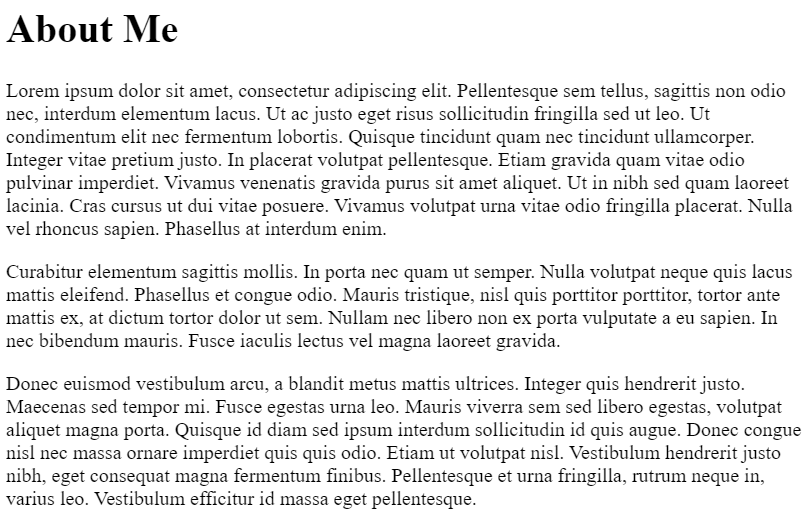 About Me
Lorem ipsum dolor sit amet, consectetur adipiscing elit. Pellentesque sem tellus, sagittis non odio
nec, interdum elementum lacus. Ut ac justo eget risus sollicitudin fringilla sed ut leo. Ut
condimentum elit nec fermentum lobortis. Quisque tincidunt quam nec tincidunt ullamcorper.
Integer vitae pretium justo. In placerat volutpat pellentesque. Etiam gravida quam vitae odio
pulvinar imperdiet. Vivamus venenatis gravida purus sit amet aliquet. Ut in nibh sed quam laoreet
lacinia. Cras cursus ut dui vitae posuere. Vivamus volutpat urna vitae odio fringilla placerat. Nulla
vel rhoncus sapien. Phasellus at interdum enim.
Curabitur elementum sagittis mollis. In porta nec quam ut semper. Nulla volutpat neque quis lacus
mattis eleifend. Phasellus et congue odio. Mauris tristique, nisl quis porttitor porttitor, tortor ante
mattis ex, at dictum tortor dolor ut sem. Nullam nec libero non ex porta vulputate a eu sapien. In
nec bibendum mauris. Fusce iaculis lectus vel magna laoreet gravida.
Donec euismod vestibulum arcu, a blandit metus mattis ultrices. Integer quis hendrerit justo.
Maecenas sed tempor mi. Fusce egestas urna leo. Mauris viverra sem sed libero egestas, volutpat
aliquet magna porta. Quisque id diam sed ipsum interdum sollicitudin id quis augue. Donec congue
nisl nec massa ornare imperdiet quis quis odio. Etiam ut volutpat nisl. Vestibulum hendrerit justo
nibh, eget consequat magna fermentum finibus. Pellentesque et urna fringilla, rutrum neque in,
varius leo. Vestibulum efficitur id massa eget pellentesque.